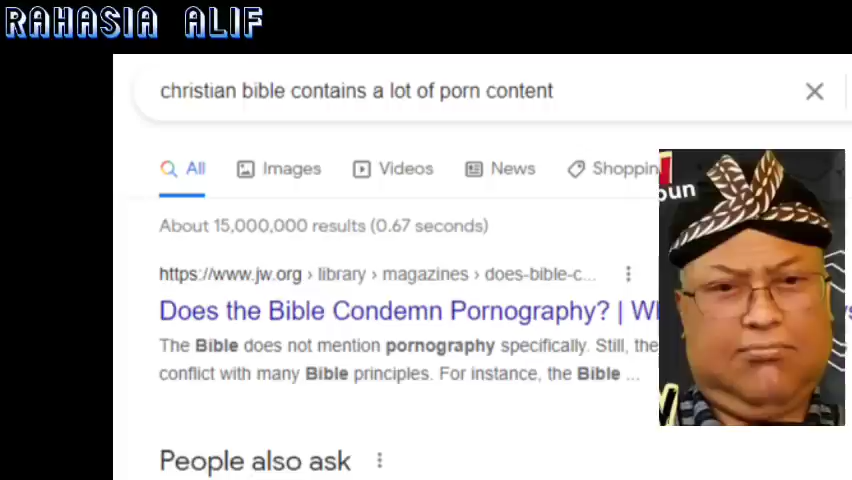 RAHASIA ALIF
christian bible contains a lot of porn content
All Images Videos News Shoppin
About 15,000,000 results (0.67 seconds)
https://www.jw.org › library › magazines › does-bible-c...
Does the Bible Condemn Pornography? |
The Bible does not mention pornography specifically. Still, the
conflict with many Bible principles. For instance, the Bible ...
People also ask
oun